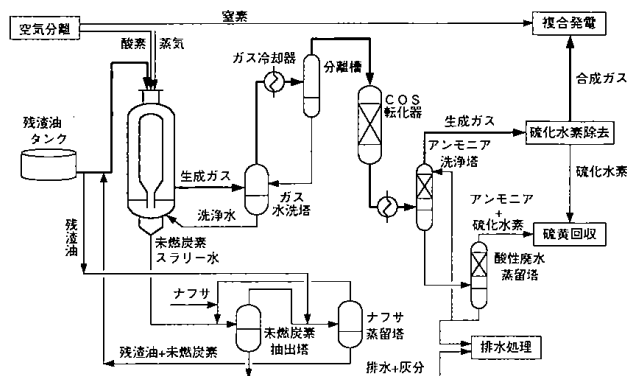 空気分離
窒素
複合発電
酸素
蒸気
ガス冷却器
分離槽
合成ガス
COS
転化器
残渣油
タンク
生成ガス
アンモニア
洗浄塔
硫化水素除去
生成ガス
ガス
水洗塔
洗浄水
硫化水素
アンモニア
+
硫化水素
硫黄回収
残渣油
未燃炭素
スラリー水
酸性廃水
蒸留塔
ナフサ
未燃炭素
抽出塔
ナフサ
蒸留塔
残渣油+未燃炭素
排水+灰分
排水処理